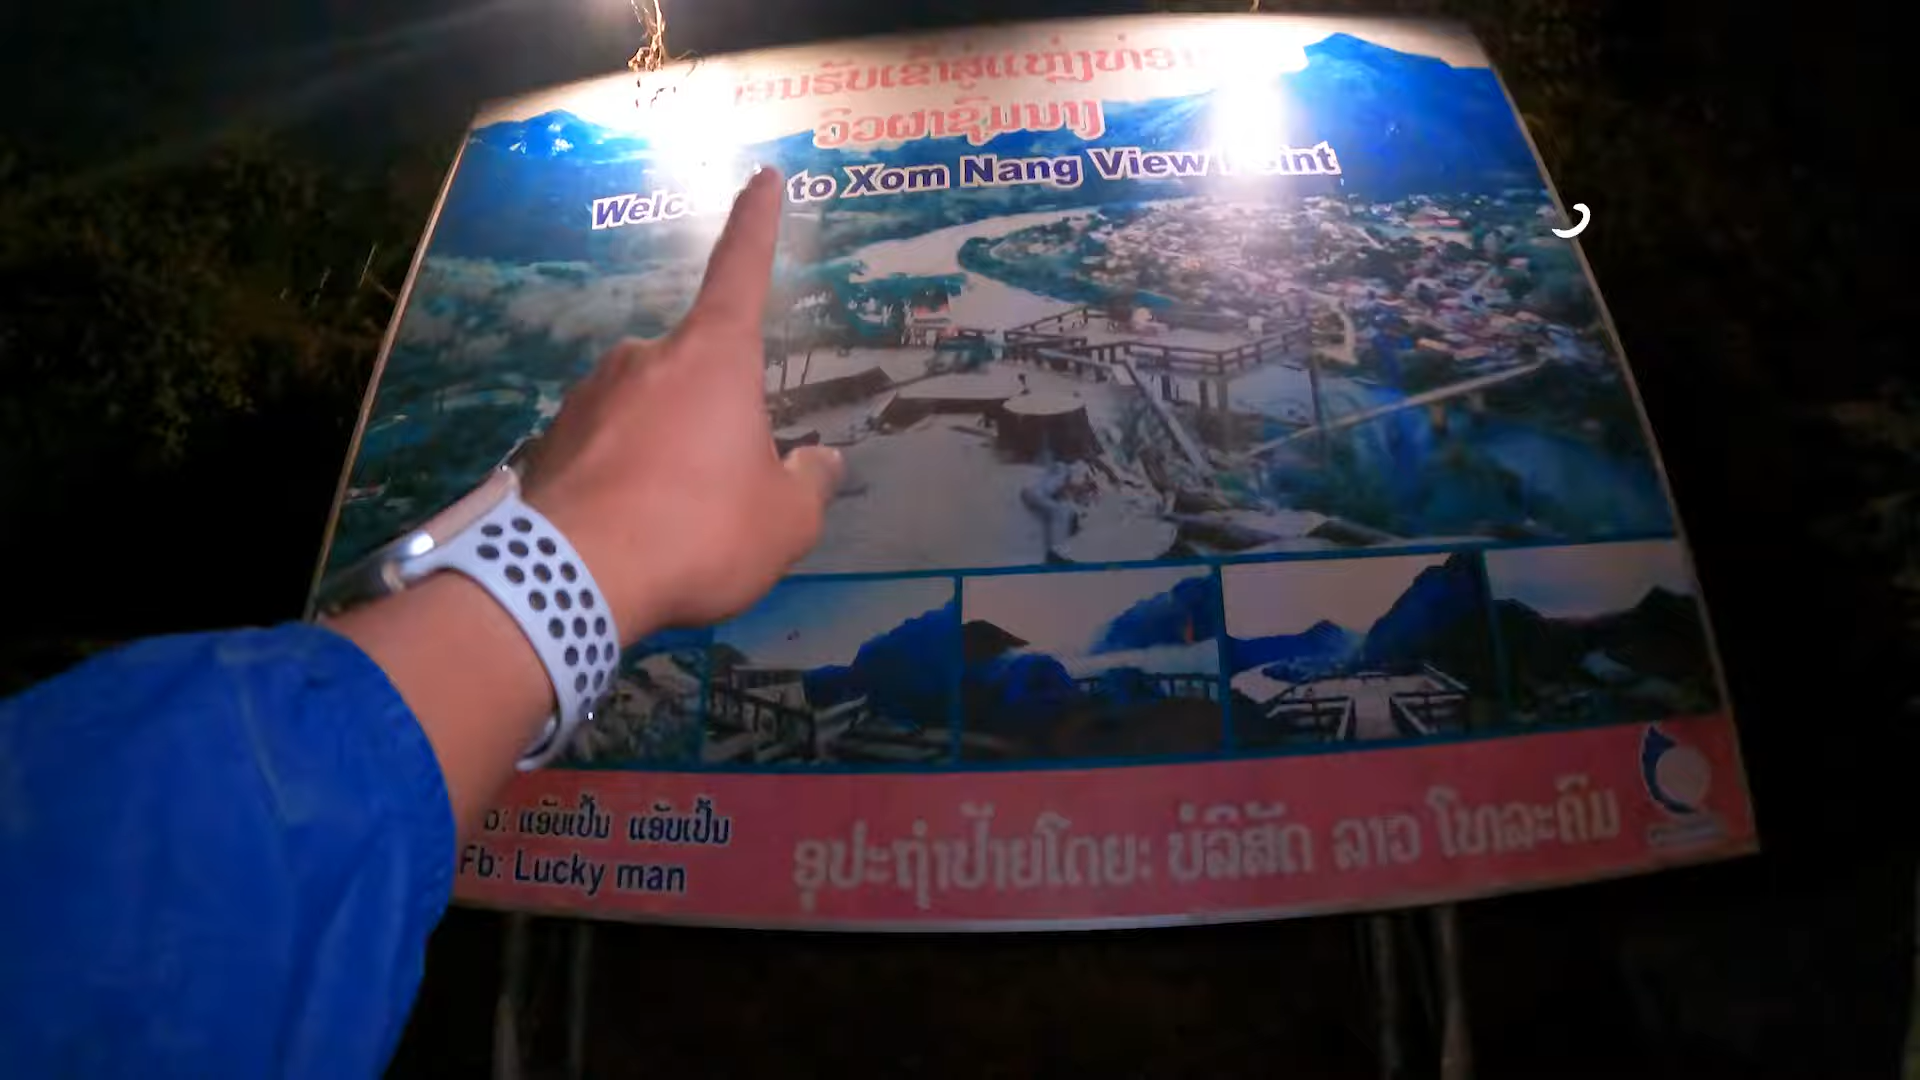 ວິວຜາຊົມນາງ
to Xom Nang View
ແອັບເປິ້ນ ແອັບເປິ້ນ
Fb: Lucky man
ອຸປະຖຳປ້າຍໂດຍ: ບໍລິສັດ ລາວ ໂທລະຄົມ